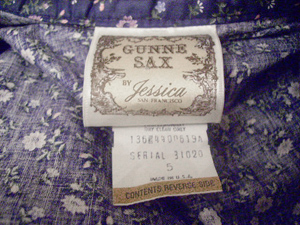 GUNNE
SAX
BY
Jessica
SAN FRANCISCO
DRY CLEAN ONLY
SERIAL 31020
5
MADE IN U.S.A.
CONTENTS REVERSE SIDE